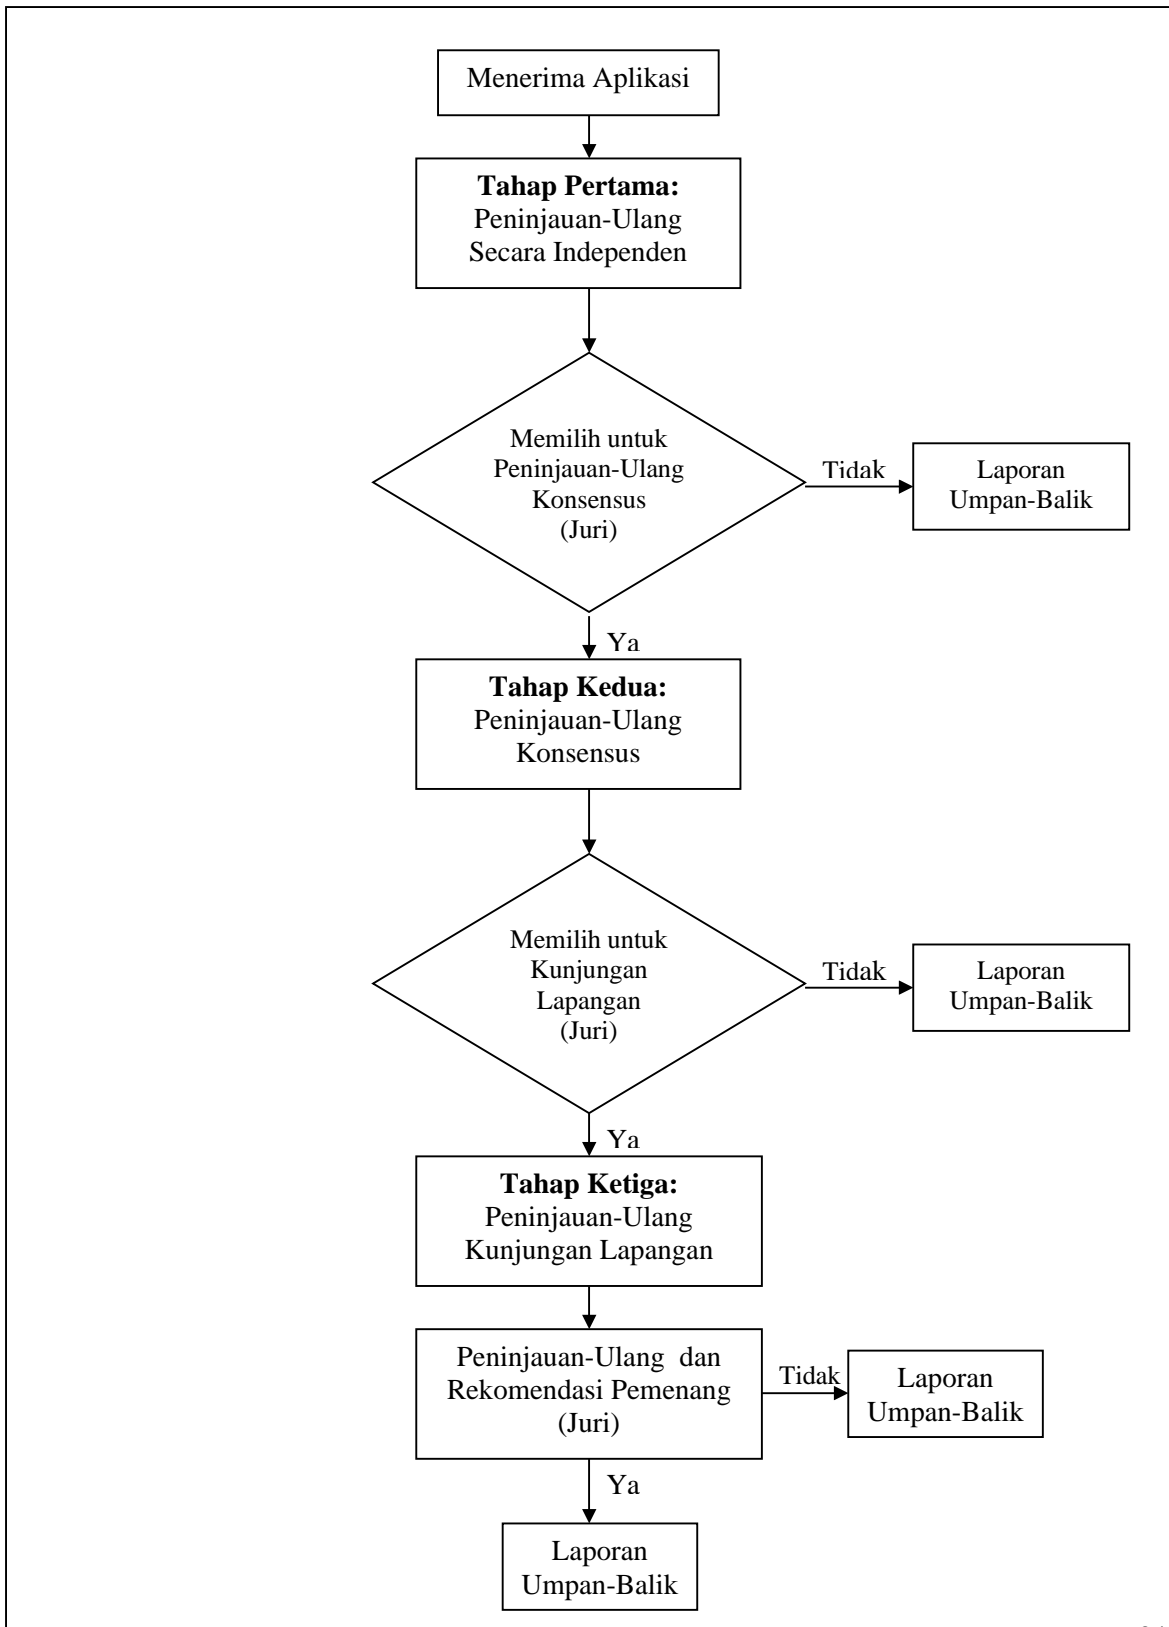 Menerima Aplikasi
Tahap Pertama:
Peninjauan-Ulang
Secara Independen
Memilih untuk
Peninjauan-Ulang
Konsensus
(Juri)
Tidak
Laporan
Umpan-Balik
Ya
Tahap Kedua:
Peninjauan-Ulang
Konsensus
Memilih untuk
Kunjungan
Lapangan
(Juri)
Tidak
Laporan
Umpan-Balik
Ya
Tahap Ketiga:
Peninjauan-Ulang
Kunjungan Lapangan
Peninjauan-Ulang dan
Rekomendasi Pemenang
(Juri)
Tidak
Laporan
Umpan-Balik
Ya
Laporan
Umpan-Balik